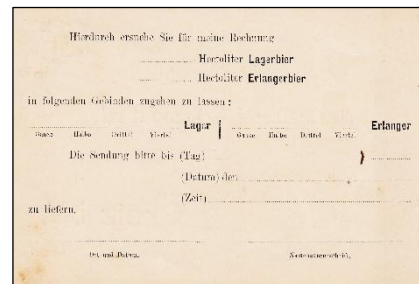 Hierdurch ersuche Sie für meine Rechnung
Hectoliter Lagerbier
Hectoliter Erlangerbier
in folgenden Gebinden zugehen zu lassen:
Lager Erlanger
Ganze Halbe Drittel Viertel Ganze Halbe Drittel Viertel
Die Sendung bitte bis (Tag)
(Datum) den
(Zeit)
zu liefern.
Ort und Datum.